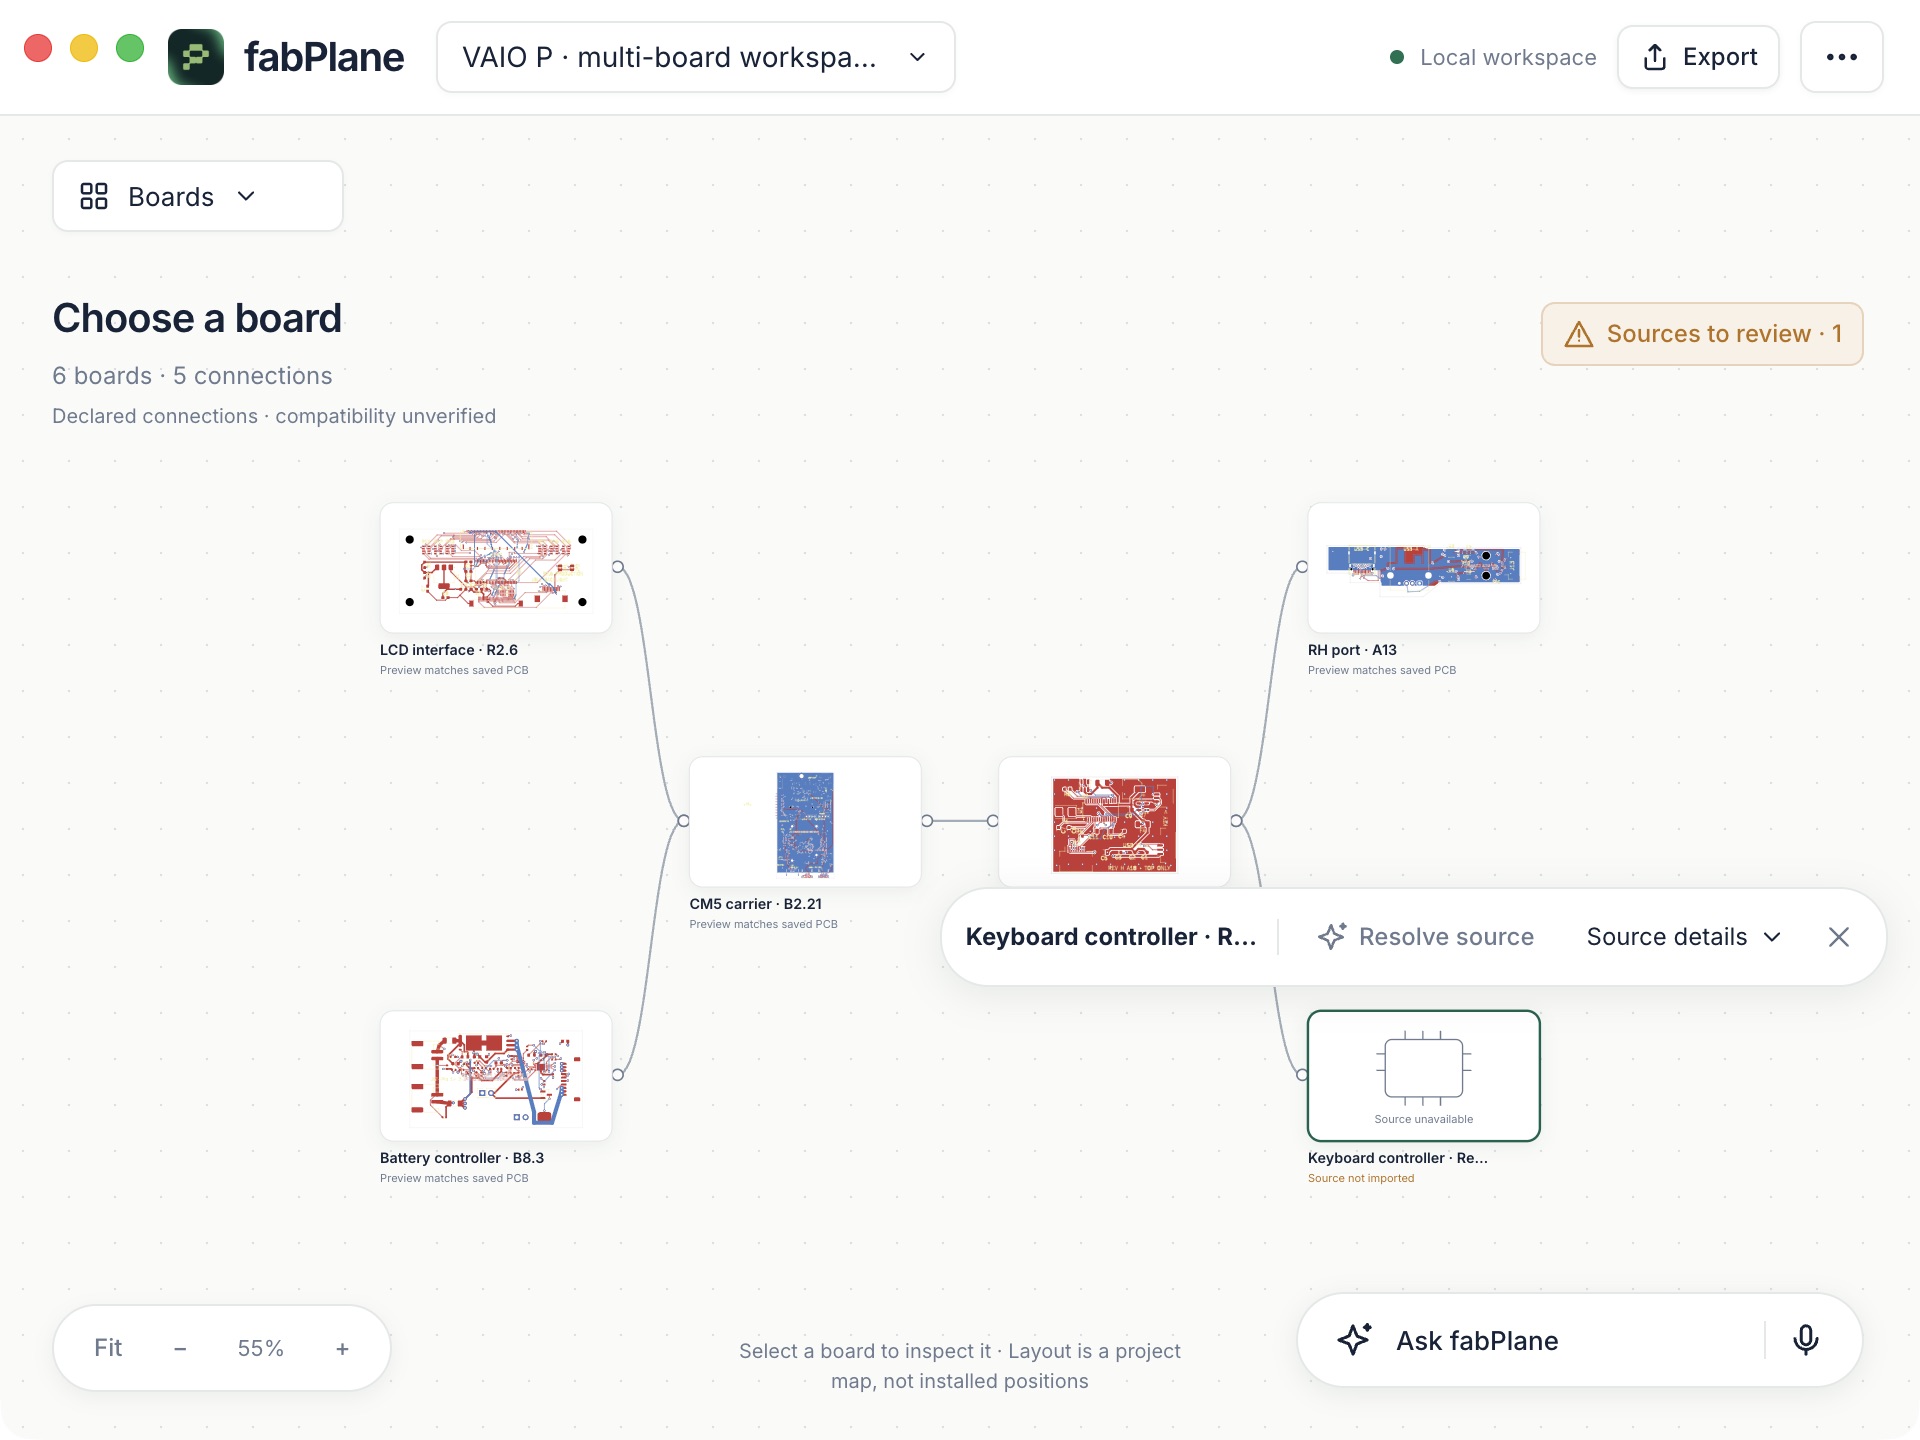 fabPlane
VAIO P · multi-board workspa...
Local workspace
Export
Boards
Choose a board
6 boards · 5 connections
Declared connections · compatibility unverified
Sources to review · 1
LCD interface · R2.6
Preview matches saved PCB
RH port · A13
Preview matches saved PCB
REV H A10 · TOP ONLY
CM5 carrier · B2.21
Preview matches saved PCB
Keyboard controller · R...
Resolve source
Source details
Source unavailable
Battery controller · B8.3
Preview matches saved PCB
Keyboard controller · Re...
Source not imported
Fit
−
55%
+
Select a board to inspect it · Layout is a project
map, not installed positions
Ask fabPlane